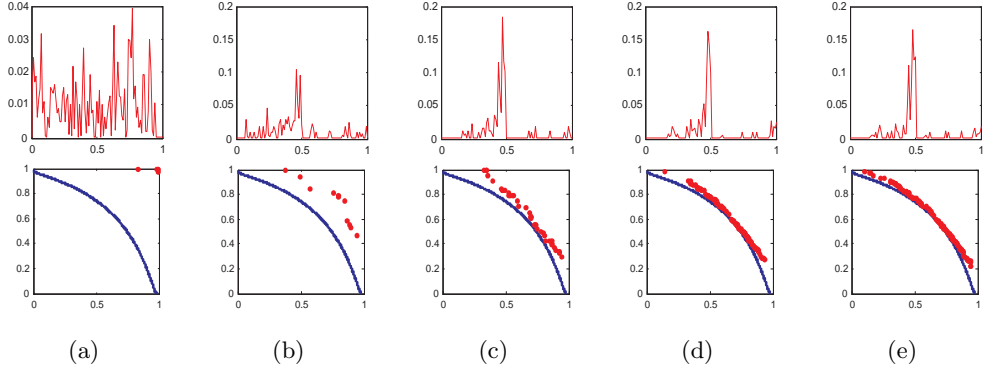 0.04 0.2 0.2 0.2 0.2
0.03 0.15 0.15 0.15 0.15
0.02 0.1 0.1 0.1 0.1
0.01 0.05 0.05 0.05 0.05
0 0 0 0 0
0 0.5 1 0 0.5 1 0 0.5 1 0 0.5 1 0 0.5 1
1 1 1 1 1
0.8 0.8 0.8 0.8 0.8
0.6 0.6 0.6 0.6 0.6
0.4 0.4 0.4 0.4 0.4
0.2 0.2 0.2 0.2 0.2
0 0 0 0 0
0 0.5 1 0 0.5 1 0 0.5 1 0 0.5 1 0 0.5 1
(a) (b) (c) (d) (e)